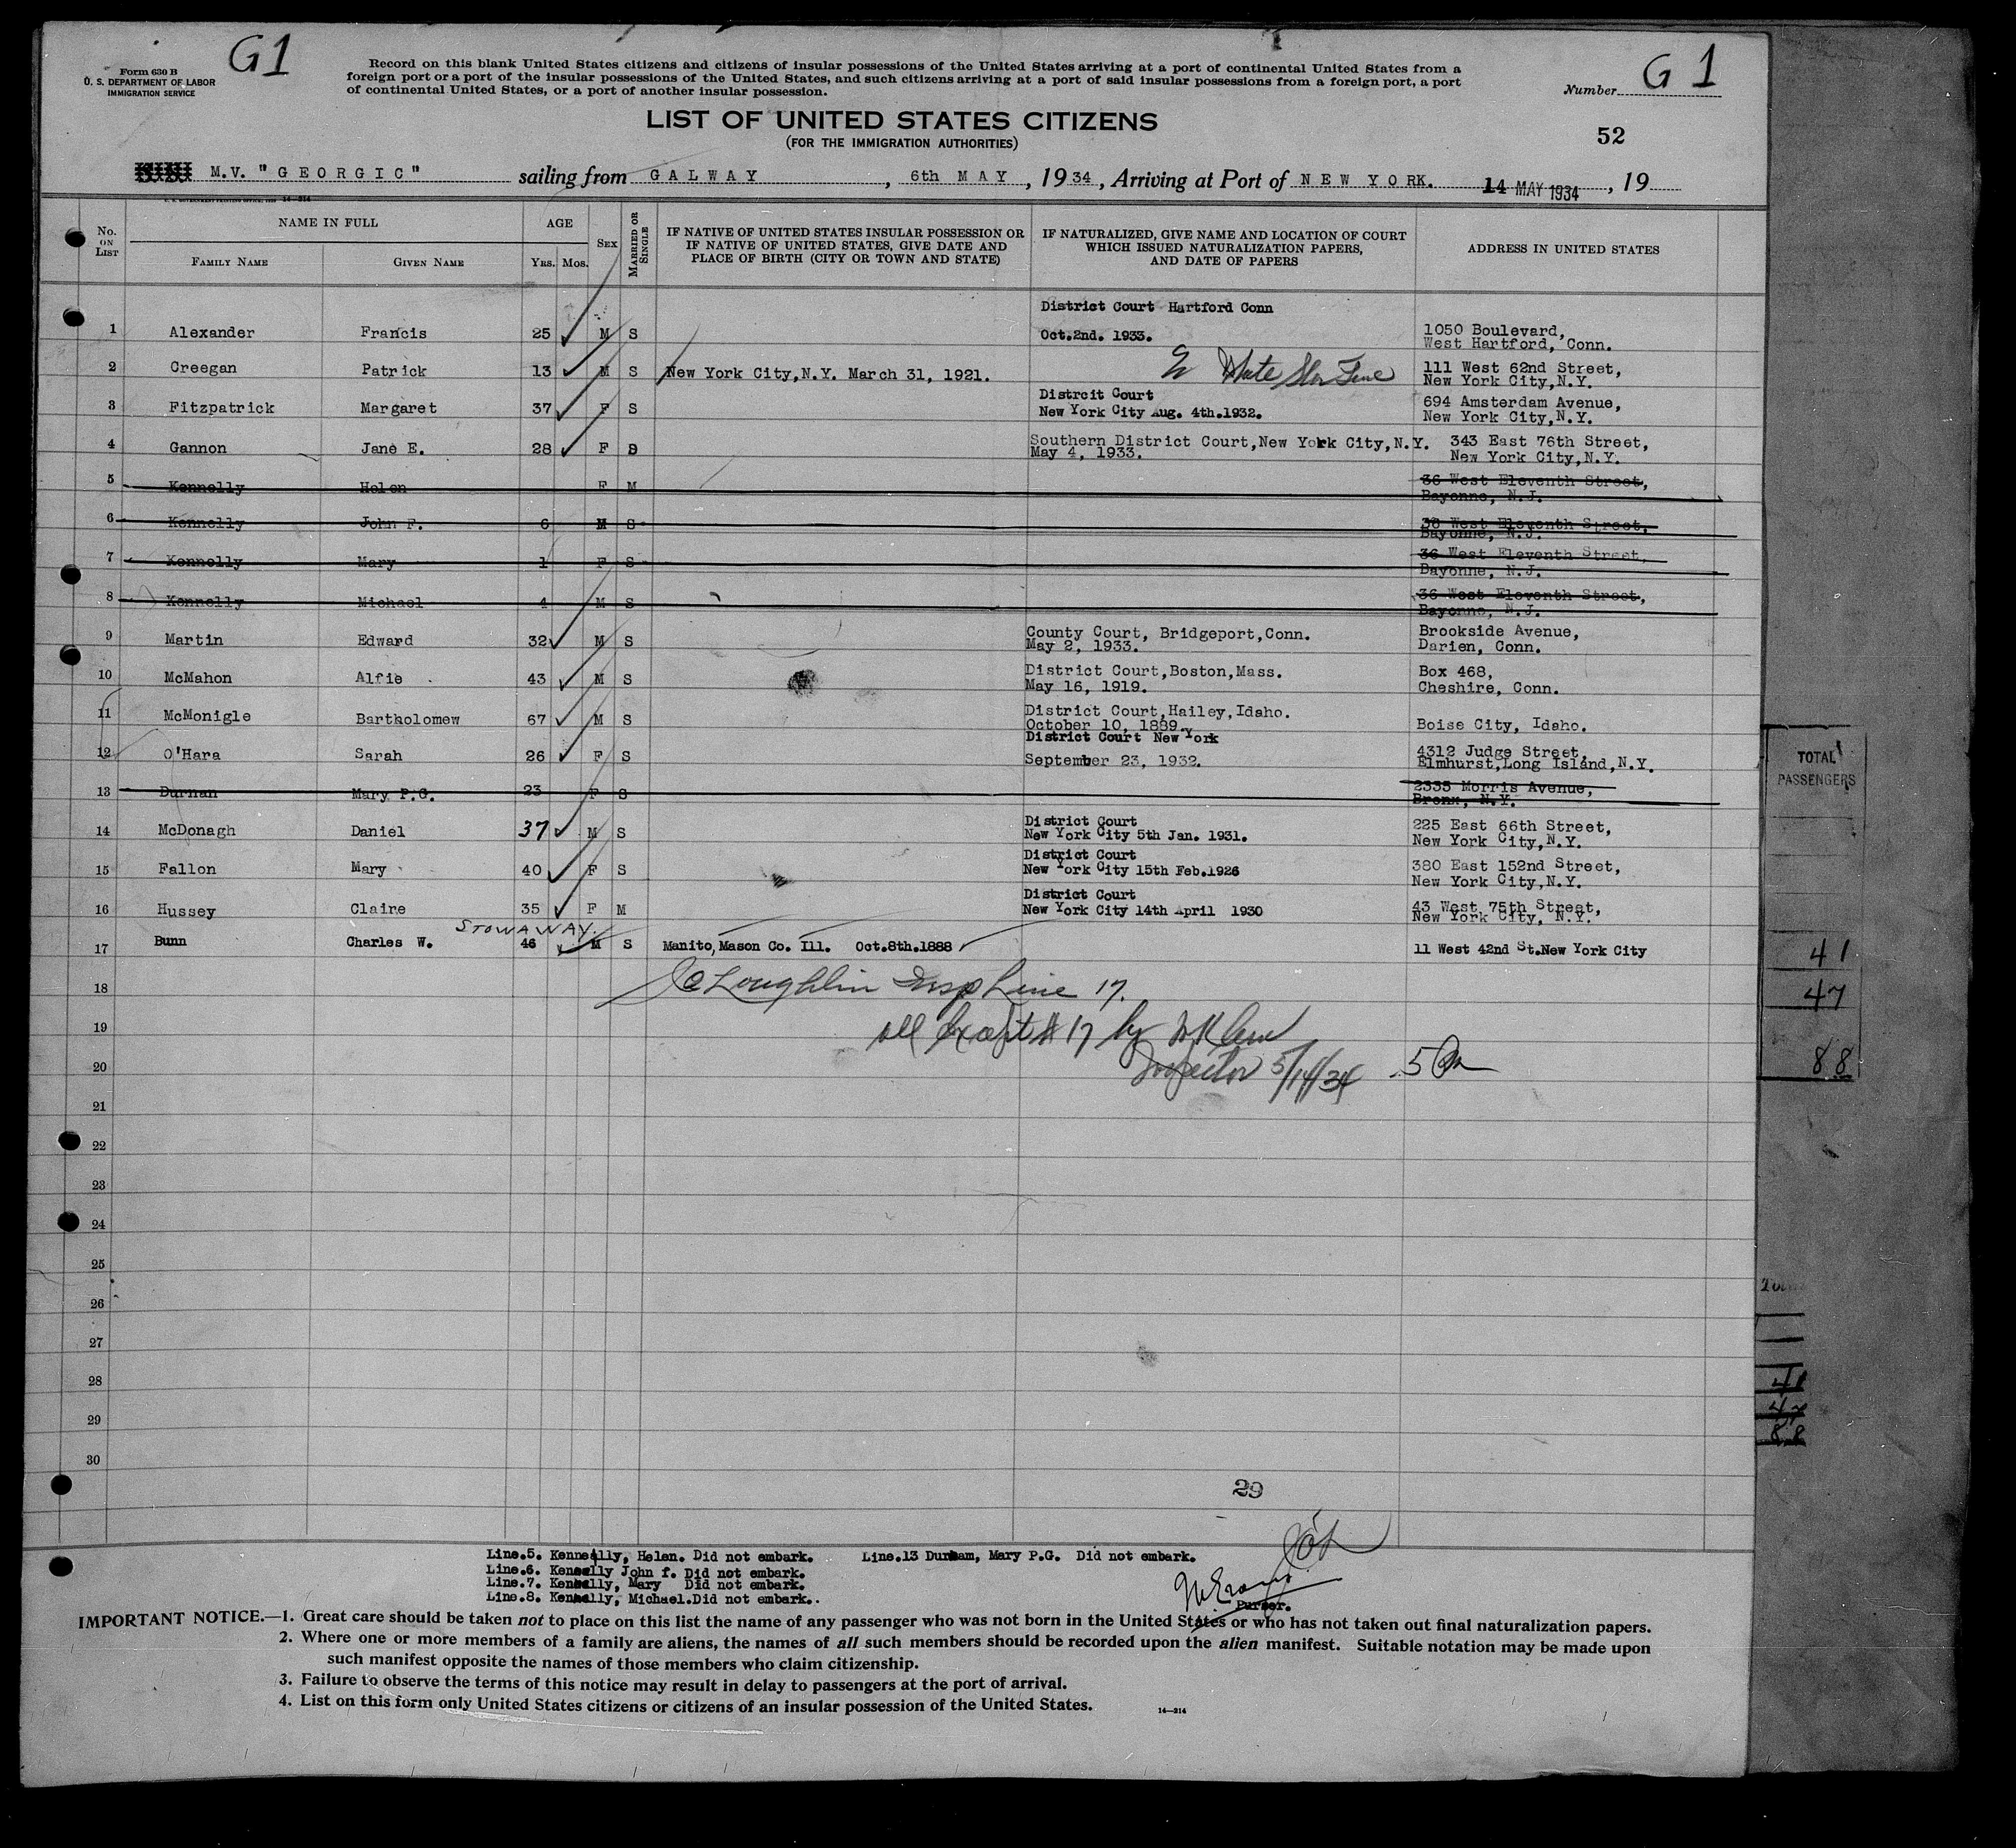 G1
Form 630 B
U. S. DEPARTMENT OF LABOR
IMMIGRATION SERVICE
Record on this blank United States citizens and citizens of insular possessions of the United States arriving at a port of continental United States from a
foreign port or a port of the insular possessions of the United States, and such citizens arriving at a port of said insular possessions from a foreign port, a port
of continental United States, or a port of another insular possession.
Number G 1
LIST OF UNITED STATES CITIZENS
(FOR THE IMMIGRATION AUTHORITIES)
52
M.V. "GEORGIC" sailing from GALWAY, 6th MAY, 1934, Arriving at Port of NEW YORK. 14 MAY 1934, 19
No. ON LIST NAME IN FULL AGE SEX MARRIED OR SINGLE IF NATIVE OF UNITED STATES INSULAR POSSESSION OR IF NATIVE OF UNITED STATES, GIVE DATE AND PLACE OF BIRTH (CITY OR TOWN AND STATE) IF NATURALIZED, GIVE NAME AND LOCATION OF COURT WHICH ISSUED NATURALIZATION PAPERS, AND DATE OF PAPERS ADDRESS IN UNITED STATES
FAMILY NAME GIVEN NAME YRS. MOS.
District Court Hartford Conn
1 Alexander Francis 25 M S Oct.2nd. 1933. 1050 Boulevard,
West Hartford, Conn.
2 Creegan Patrick 13 M S New York City,N.Y. March 31, 1921. White Star Line 111 West 62nd Street,
New York City,N.Y.
3 Fitzpatrick Margaret 37 F S Distrcit Court 694 Amsterdam Avenue,
New York City Aug. 4th.1932. New York City,N.Y.
4 Gannon Jane E. 28 F S Southern District Court,New York City,N.Y. 343 East 76th Street,
May 4, 1933. New York City,N.Y.
5 Kennelly Helen F M 36 West Eleventh Street,
Bayonne, N.J.
6 Kennelly John F. 6 M S 36 West Eleventh Street,
Bayonne, N.J.
7 Kennelly Mary 1 F S 36 West Eleventh Street,
Bayonne, N.J.
8 Kennelly Michael 4 M S 36 West Eleventh Street,
Bayonne, N.J.
9 Martin Edward 32 M S County Court, Bridgeport,Conn. Brookside Avenue,
May 2, 1933. Darien, Conn.
10 McMahon Alfie 43 M S District Court,Boston,Mass. Box 468,
May 16, 1919. Cheshire, Conn.
11 McMonigle Bartholomew 67 M S District Court,Hailey,Idaho.
October 10, 1889. Boise City, Idaho.
District Court New York
12 O'Hara Sarah 26 F S September 23, 1932. 4312 Judge Street,
Elmhurst,Long Island,N.Y.
13 Durnan Mary P.G. 23 F S 2335 Morris Avenue,
Bronx, N.Y.
14 McDonagh Daniel 37 M S District Court 225 East 66th Street,
New York City 5th Jan. 1931. New York City,N.Y.
15 Fallon Mary 40 F S District Court 380 East 152nd Street,
New York City 15th Feb.1926 New York City,N.Y.
16 Hussey Claire 35 F M District Court 43 West 75th Street,
New York City 14th April 1930 New York City, N.Y.
STOWAWAY.
17 Bunn Charles W. 46 M S Manito,Mason Co. Ill. Oct.8th.1888 11 West 42nd St.New York City
18 McLoughlin Insp Line 17.
19 all Except # 17 by
20 Inspector 5/14/34
21
22
23
24
25
26
27
28
29
30
29
TOTAL
PASSENGERS
41
47
88
41
47
88
Line.5. Kenneally, Helen. Did not embark. Line.13 Durham, Mary P.G. Did not embark.
Line.6. Kennelly John f. Did not embark.
Line.7. Kennelly, Mary Did not embark.
Line.8. Kennelly, Michael.Did not embark.
Purser.
IMPORTANT NOTICE.—1. Great care should be taken not to place on this list the name of any passenger who was not born in the United States or who has not taken out final naturalization papers.
2. Where one or more members of a family are aliens, the names of all such members should be recorded upon the alien manifest. Suitable notation may be made upon
such manifest opposite the names of those members who claim citizenship.
3. Failure to observe the terms of this notice may result in delay to passengers at the port of arrival.
4. List on this form only United States citizens or citizens of an insular possession of the United States.
14—214